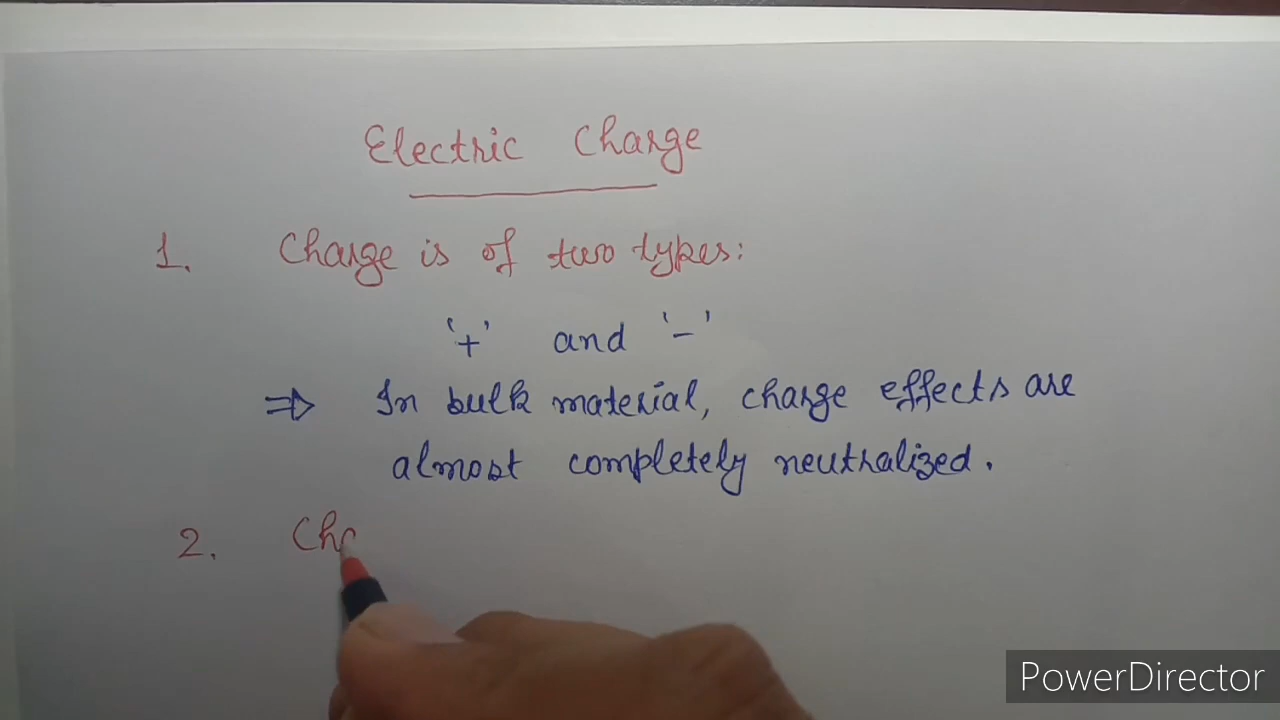 Electric Charge
1. Charge is of two types:
'+' and '-'
⇒ In bulk material, charge effects are
almost completely neutralized.
2. Cha
PowerDirector